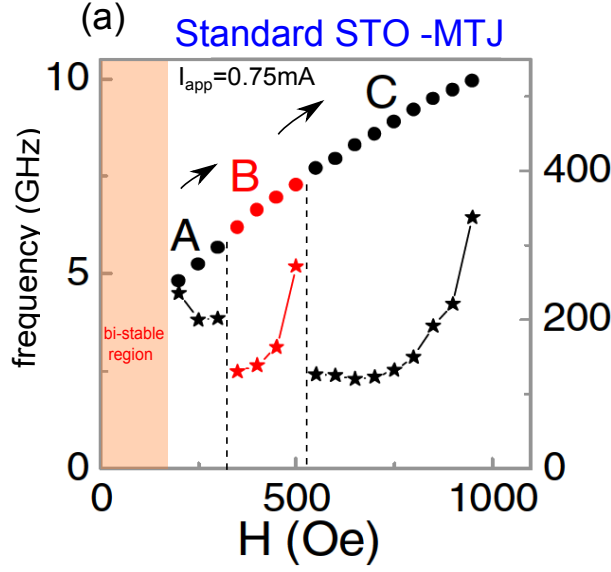 (a)
Standard STO -MTJ
I_app=0.75mA
frequency (GHz)
10
5
0
A
B
C
bi-stable
region
400
200
0
0
500
1000
H (Oe)